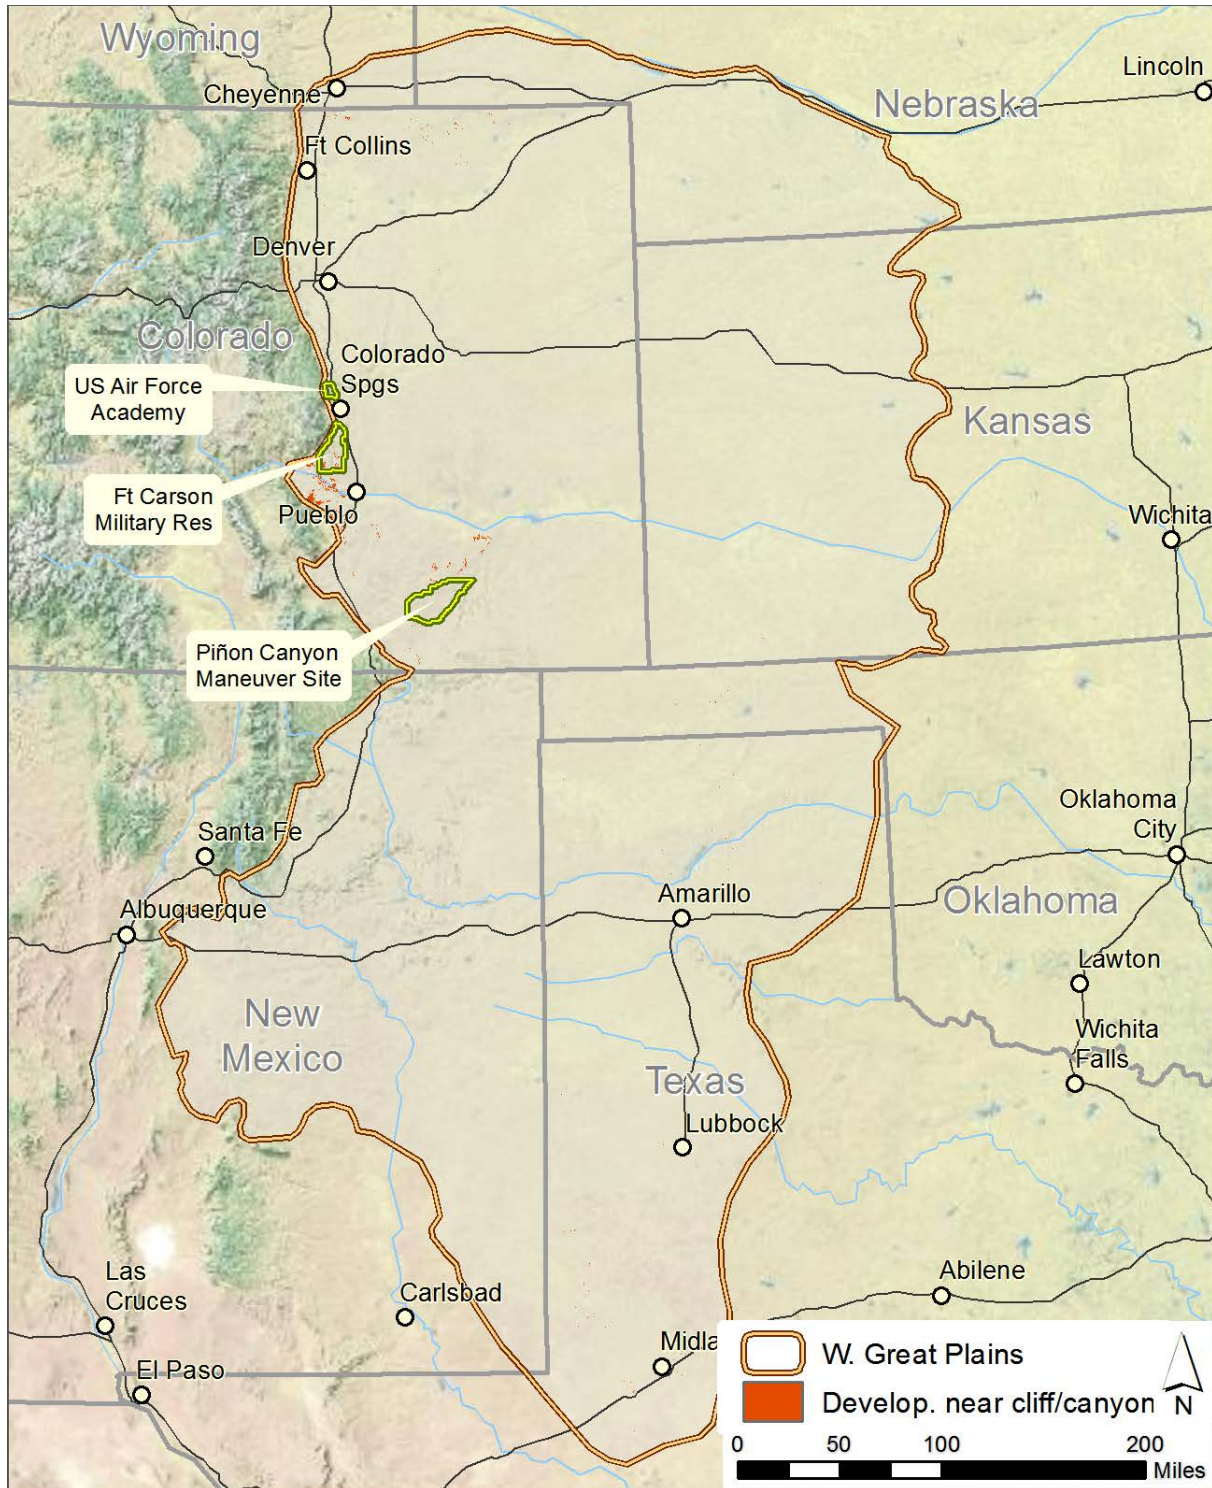 Wyoming
Lincoln
Cheyenne
Nebraska
Ft Collins
Denver
Colorado
Colorado
Spgs
US Air Force
Academy
Kansas
Ft Carson
Military Res
Pueblo
Wichita
Piñon Canyon
Maneuver Site
Oklahoma
City
Santa Fe
Amarillo
Oklahoma
Albuquerque
Lawton
New
Mexico
Wichita
Falls
Texas
Lubbock
Las
Cruces
Carlsbad
Abilene
El Paso
Midla
W. Great Plains
Develop. near cliff/canyon
N
0 50 100 200
Miles